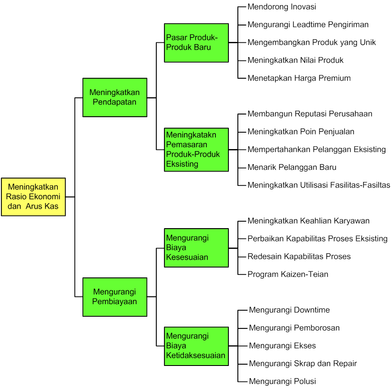 Meningkatkan
Rasio Ekonomi
dan Arus Kas
Meningkatkan
Pendapatan
Pasar Produk-
Produk Baru
Mendorong Inovasi
Mengurangi Leadtime Pengiriman
Mengembangkan Produk yang Unik
Meningkatkan Nilai Produk
Menetapkan Harga Premium
Meningkatakn
Pemasaran
Produk-Produk
Eksisting
Membangun Reputasi Perusahaan
Meningkatkan Poin Penjualan
Mempertahankan Pelanggan Eksisting
Menarik Pelanggan Baru
Meningkatkan Utilisasi Fasilitas-Fasiltas
Mengurangi
Pembiayaan
Mengurangi
Biaya
Kesesuaian
Meningkatkan Keahlian Karyawan
Perbaikan Kapabilitas Proses Eksisting
Redesain Kapabilitas Proses
Program Kaizen-Teian
Mengurangi
Biaya
Ketidaksesuaian
Mengurangi Downtime
Mengurangi Pemborosan
Mengurangi Ekses
Mengurangi Skrap dan Repair
Mengurangi Polusi